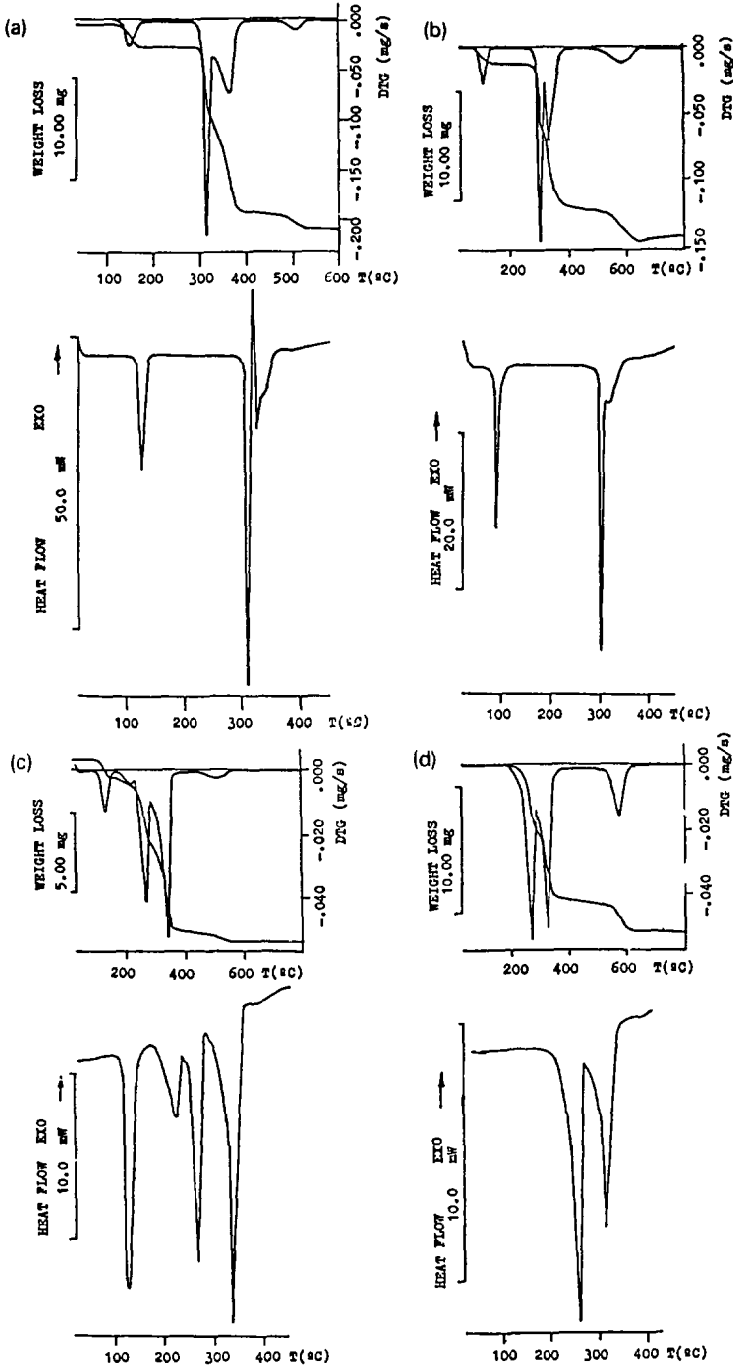 (a)
WEIGHT LOSS
10.00 mg
.000
-.050
-.100
-.150
-.200
DTG (mg/s)
100 200 300 400 500 600 T(ºC)
HEAT FLOW EXO
50.0 mW
100 200 300 400 T(ºC)
(b)
WEIGHT LOSS
10.00 mg
.000
-.050
-.100
-.150
DTG (mg/s)
200 400 600 T(ºC)
HEAT FLOW EXO
20.0 mW
100 200 300 400 T(ºC)
(c)
WEIGHT LOSS
5.00 mg
.000
-.020
-.040
DTG (mg/s)
200 400 600 T(ºC)
HEAT FLOW EXO
10.0 mW
100 200 300 400 T(ºC)
(d)
WEIGHT LOSS
10.00 mg
.000
-.020
-.040
DTG (mg/s)
200 400 600 T(ºC)
HEAT FLOW EXO
10.0 mW
100 200 300 400 T(ºC)